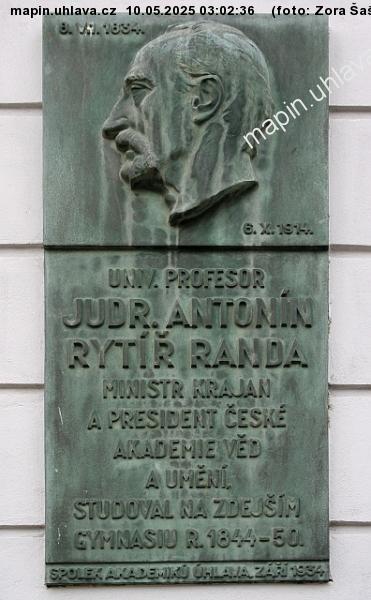 mapin.uhlava.cz 10.05.2025 03:02:36 (foto: Zora Šaš
8. VII. 1834.
mapin.uhlava
6. X. 1914.
UNIV. PROFESOR
JUDR. ANTONÍN
RYTÍŘ RANDA
MINISTR KRAJAN
A PRESIDENT ČESKÉ
AKADEMIE VĚD
A UMĚNÍ,
STUDOVAL NA ZDEJŠÍM
GYMNASIU R. 1844-50.
SPOLEK AKADEMIKŮ ÚHLAVA, ZÁŘÍ 1934